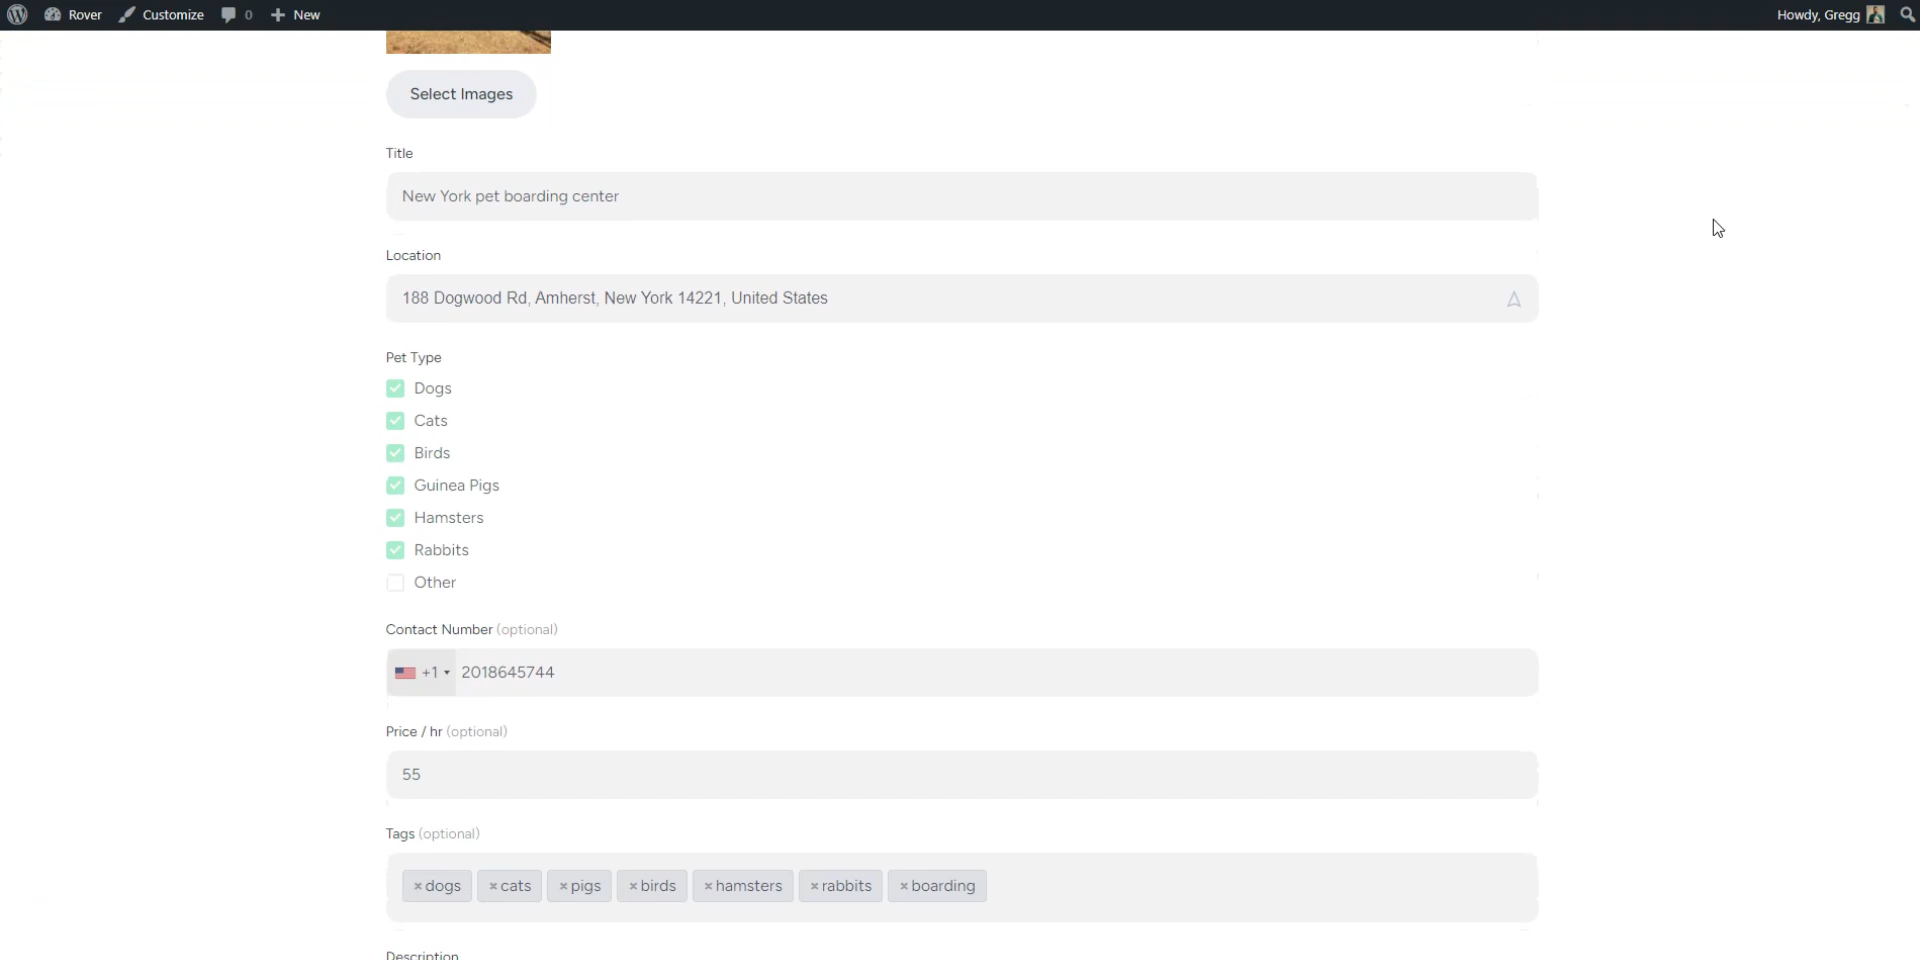 Rover Customize 0 New Howdy, Gregg
Select Images
Title
New York pet boarding center
Location
188 Dogwood Rd, Amherst, New York 14221, United States
Pet Type
Dogs
Cats
Birds
Guinea Pigs
Hamsters
Rabbits
Other
Contact Number (optional)
+1 2018645744
Price / hr (optional)
55
Tags (optional)
×dogs ×cats ×pigs ×birds ×hamsters ×rabbits ×boarding
Description